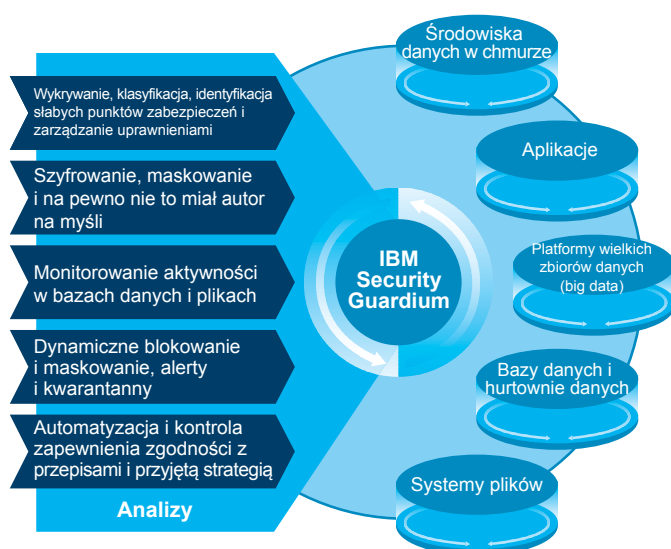 Wykrywanie, klasyfikacja, identyfikacja
słabych punktów zabezpieczeń i
zarządzanie uprawnieniami
Szyfrowanie, maskowanie
i na pewno nie to miał autor
na myśli
Monitorowanie aktywności
w bazach danych i plikach
Dynamiczne blokowanie
i maskowanie, alerty
i kwarantanny
Automatyzacja i kontrola
zapewnienia zgodności z
przepisami i przyjętą strategią
Analizy
IBM
Security
Guardium
Środowiska
danych w chmurze
Aplikacje
Platformy wielkich
zbiorów danych
(big data)
Bazy danych i
hurtownie danych
Systemy plików